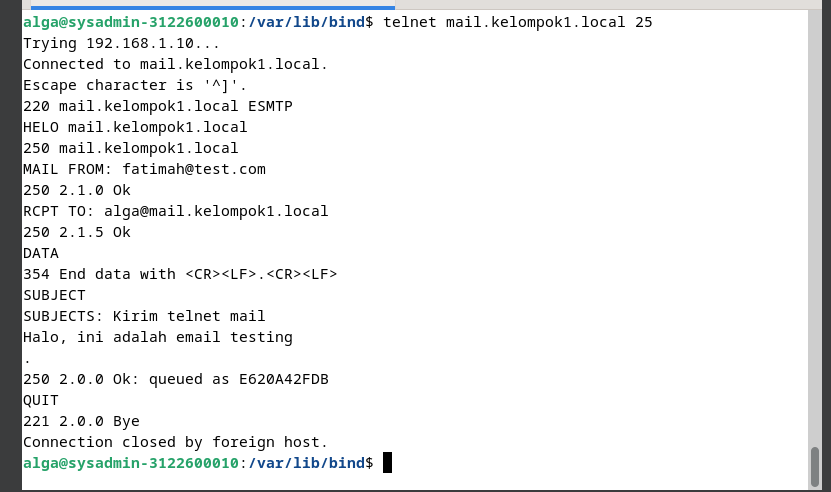 alga@sysadmin-3122600010:/var/lib/bind$ telnet mail.kelompok1.local 25
Trying 192.168.1.10...
Connected to mail.kelompok1.local.
Escape character is '^]'.
220 mail.kelompok1.local ESMTP
HELO mail.kelompok1.local
250 mail.kelompok1.local
MAIL FROM: fatimah@test.com
250 2.1.0 Ok
RCPT TO: alga@mail.kelompok1.local
250 2.1.5 Ok
DATA
354 End data with <CR><LF>.<CR><LF>
SUBJECT
SUBJECTS: Kirim telnet mail
Halo, ini adalah email testing
.
250 2.0.0 Ok: queued as E620A42FDB
QUIT
221 2.0.0 Bye
Connection closed by foreign host.
alga@sysadmin-3122600010:/var/lib/bind$